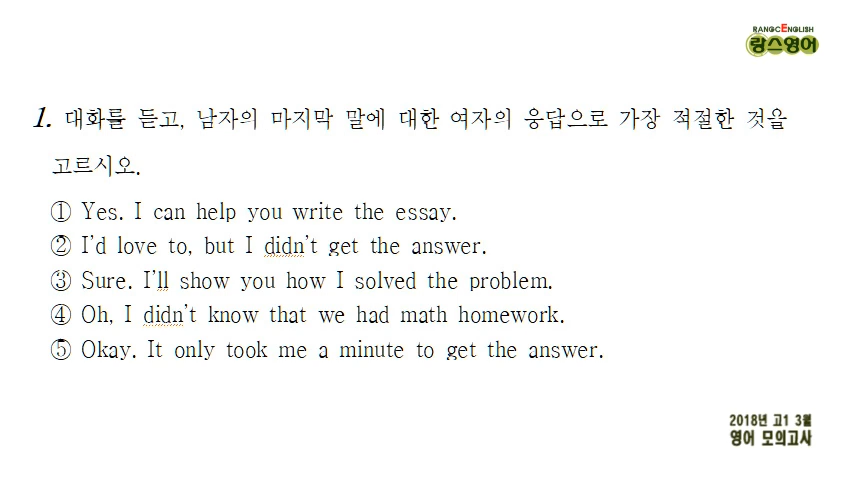 RANGCENGLISH
랑스영어
1. 대화를 듣고, 남자의 마지막 말에 대한 여자의 응답으로 가장 적절한 것을
고르시오.
① Yes. I can help you write the essay.
② I'd love to, but I didn't get the answer.
③ Sure. I'll show you how I solved the problem.
④ Oh, I didn't know that we had math homework.
⑤ Okay. It only took me a minute to get the answer.
2018년 고1 3월
영어 모의고사